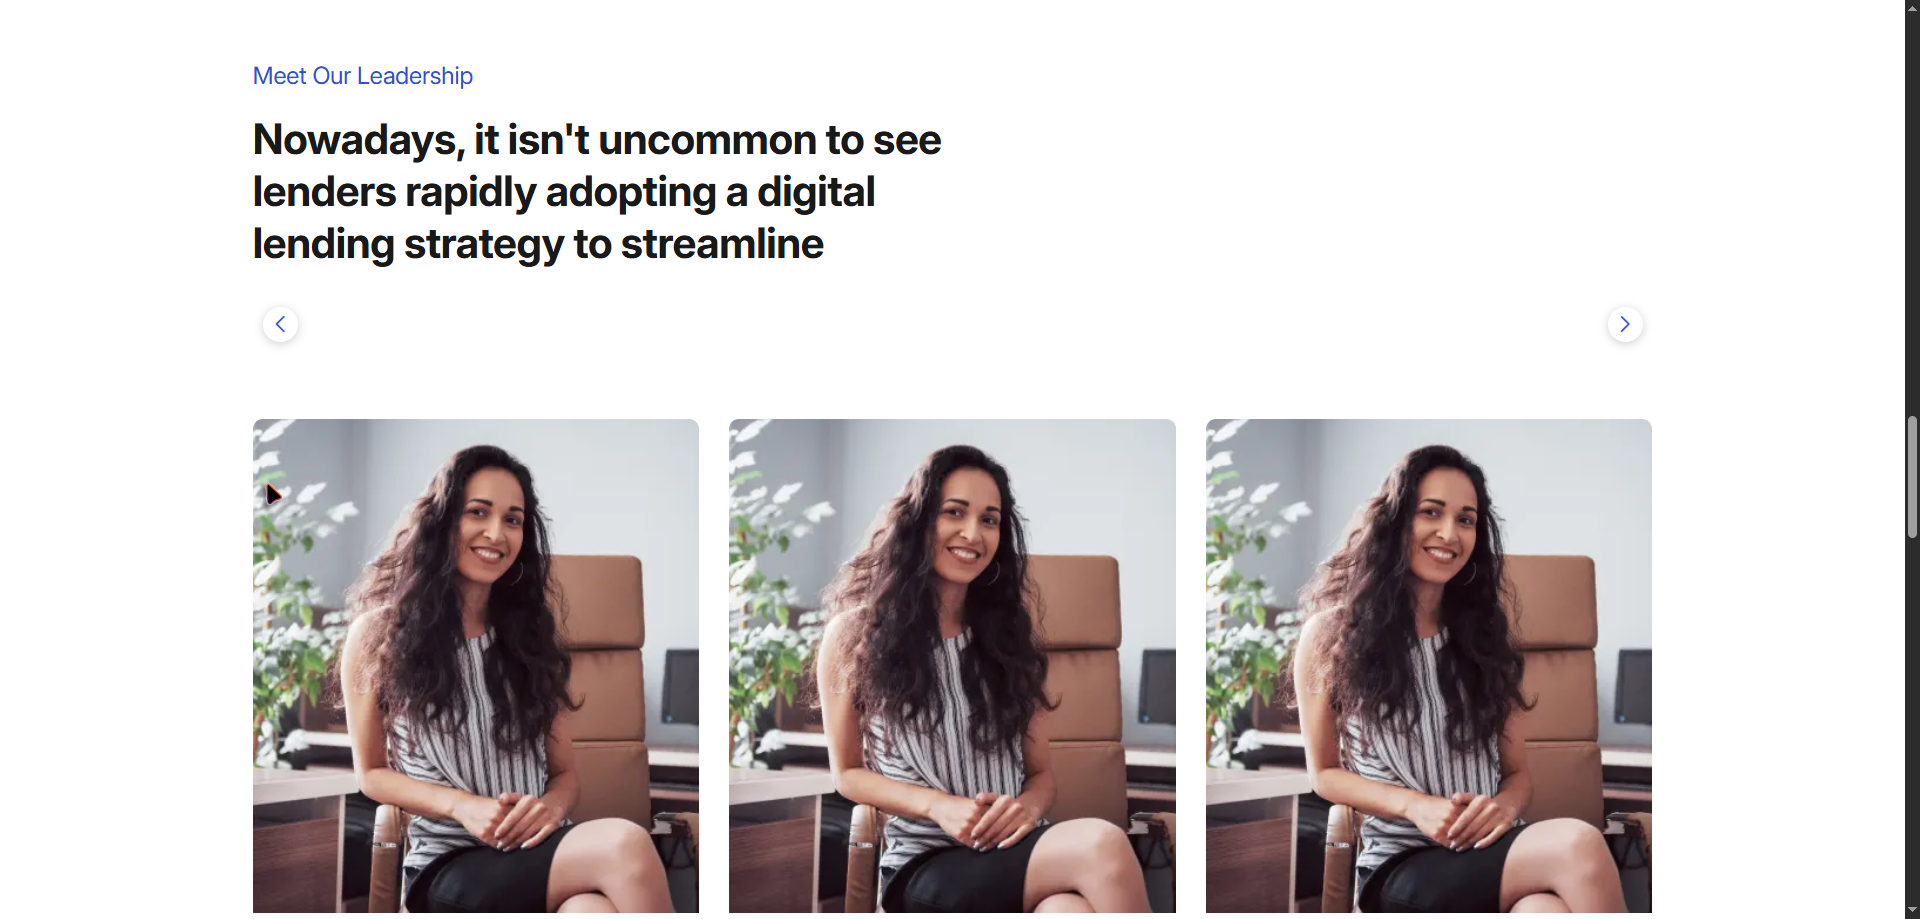 Meet Our Leadership
Nowadays, it isn't uncommon to see
lenders rapidly adopting a digital
lending strategy to streamline